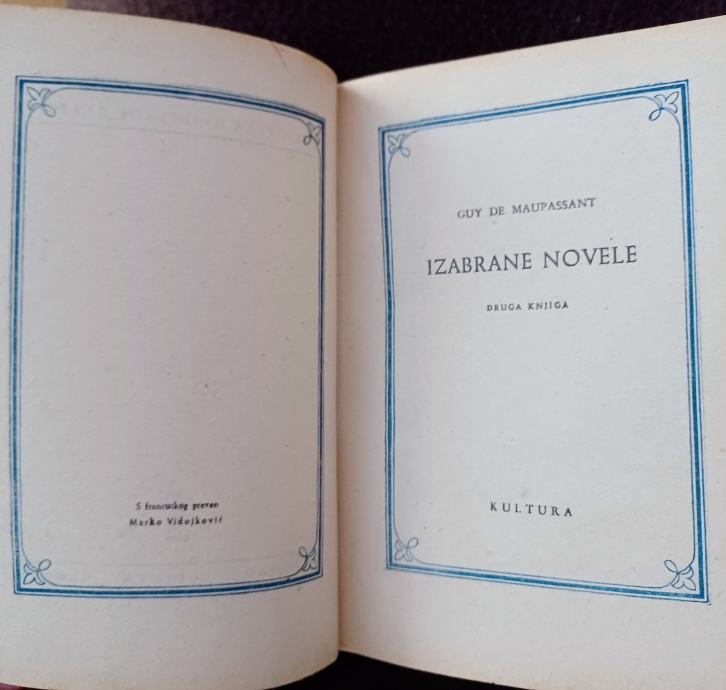 S francuskog preveo
Marko Vidojković
GUY DE MAUPASSANT
IZABRANE NOVELE
DRUGA KNJIGA
KULTURA